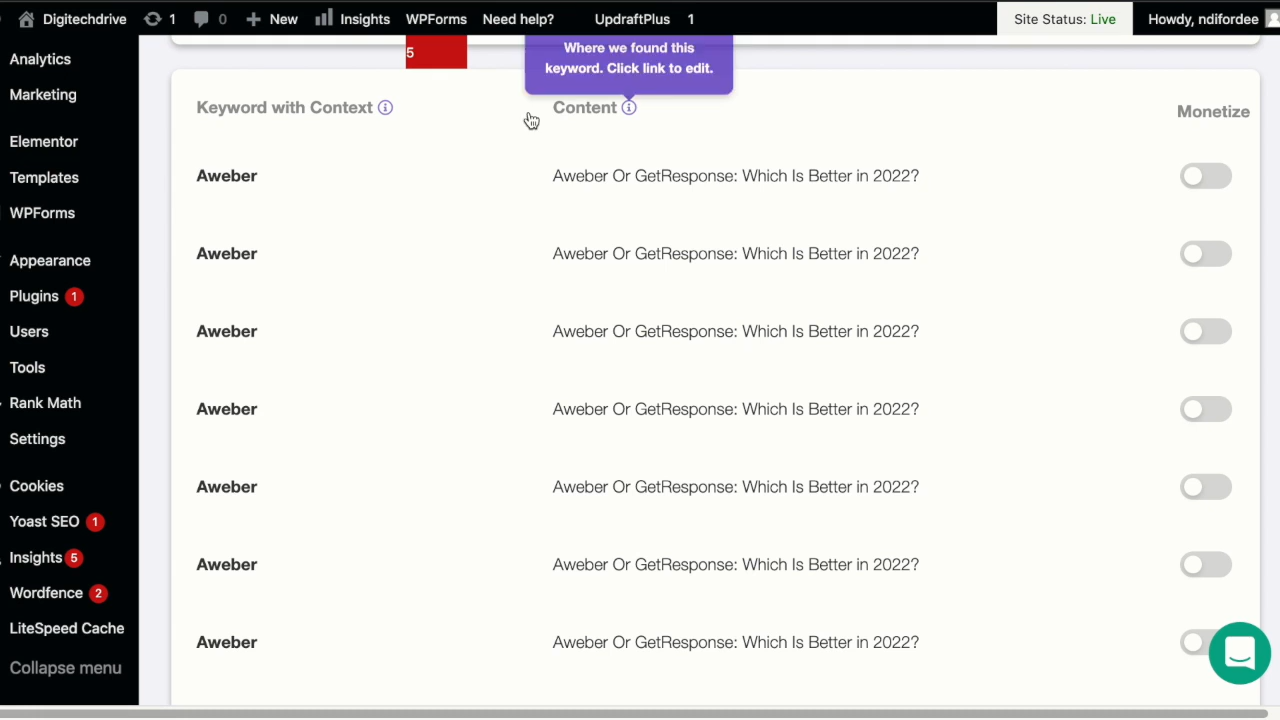 Digitechdrive 1 0 New Insights WPForms Need help? UpdraftPlus 1 Site Status: Live Howdy, ndifordee
Analytics
Marketing
Elementor
Templates
WPForms
Appearance
Plugins 1
Users
Tools
Rank Math
Settings
Cookies
Yoast SEO 1
Insights 5
Wordfence 2
LiteSpeed Cache
Collapse menu
5
Where we found this
keyword. Click link to edit.
Keyword with Context Content Monetize
Aweber Aweber Or GetResponse: Which Is Better in 2022?
Aweber Aweber Or GetResponse: Which Is Better in 2022?
Aweber Aweber Or GetResponse: Which Is Better in 2022?
Aweber Aweber Or GetResponse: Which Is Better in 2022?
Aweber Aweber Or GetResponse: Which Is Better in 2022?
Aweber Aweber Or GetResponse: Which Is Better in 2022?
Aweber Aweber Or GetResponse: Which Is Better in 2022?